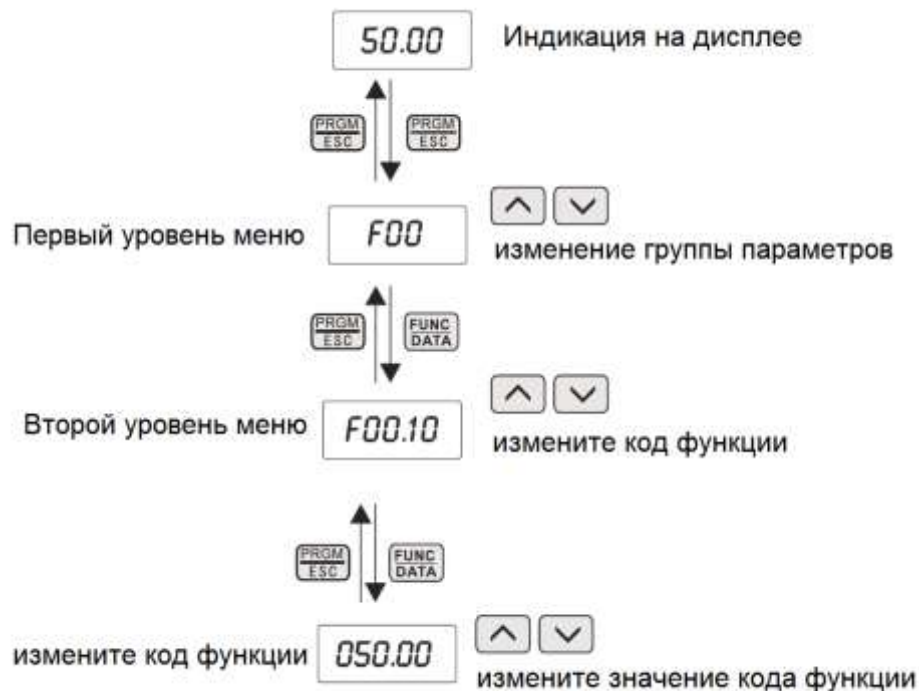 50.00 Индикация на дисплее
PRGM PRGM
ESC ESC
Первый уровень меню F00
изменение группы параметров
PRGM FUNC
ESC DATA
Второй уровень меню F00.10
измените код функции
PRGM FUNC
ESC DATA
измените код функции 050.00
измените значение кода функции